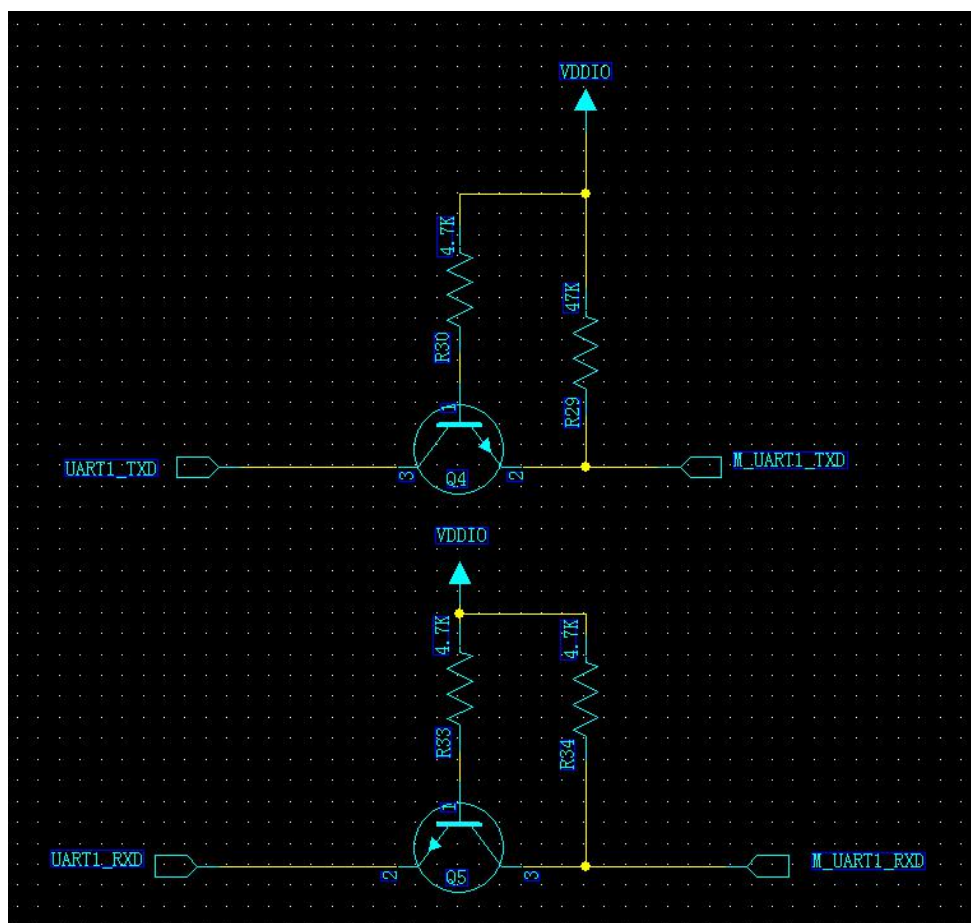 VDDIO
4.7K
47K
R30
R29
1
UART1_TXD
M_UART1_TXD
3
Q4
2
VDDIO
4.7K
4.7K
R33
R34
1
UART1_RXD
M_UART1_RXD
2
Q5
3